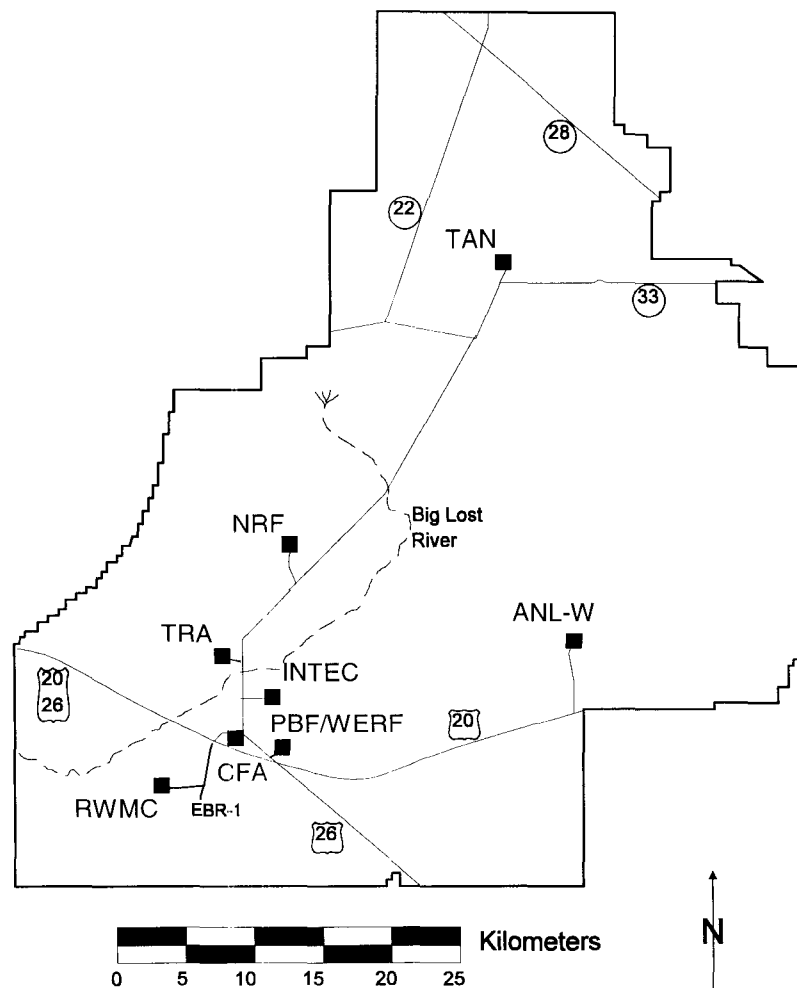 28
22
TAN
33
Big Lost
River
NRF
ANL-W
TRA
INTEC
20
26
20
PBF/WERF
CFA
RWMC
EBR-1
26
Kilometers
N
0 5 10 15 20 25